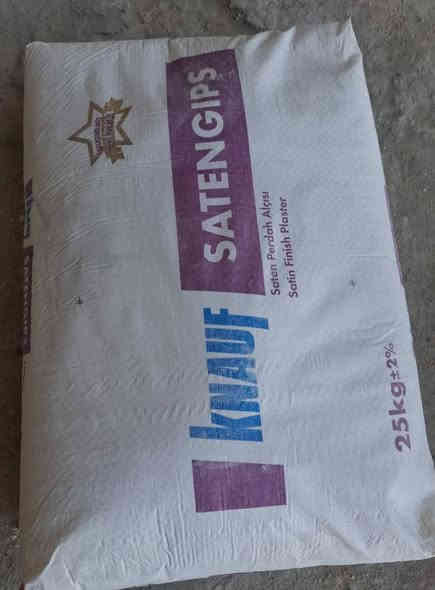 KNAUF SATENGIPS
Saten Perdah Alçısı
Satin Finish Plaster
25kg±2%